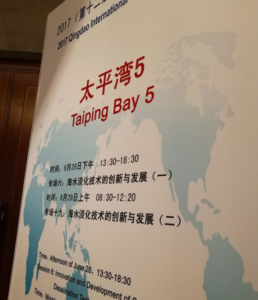 2017（第十二
2017 Qingdao International
太平湾5
Taiping Bay 5
时间：6月28日下午 13:30-18:30
专场六：海水淡化技术的创新与发展（一）
时间：6月29日上午 08:30-12:20
专场十九：海水淡化技术的创新与发展（二）
Time: Afternoon of June 28, 13:30-18:30
Session 6: Innovation and Development of S
Desalination
Time: